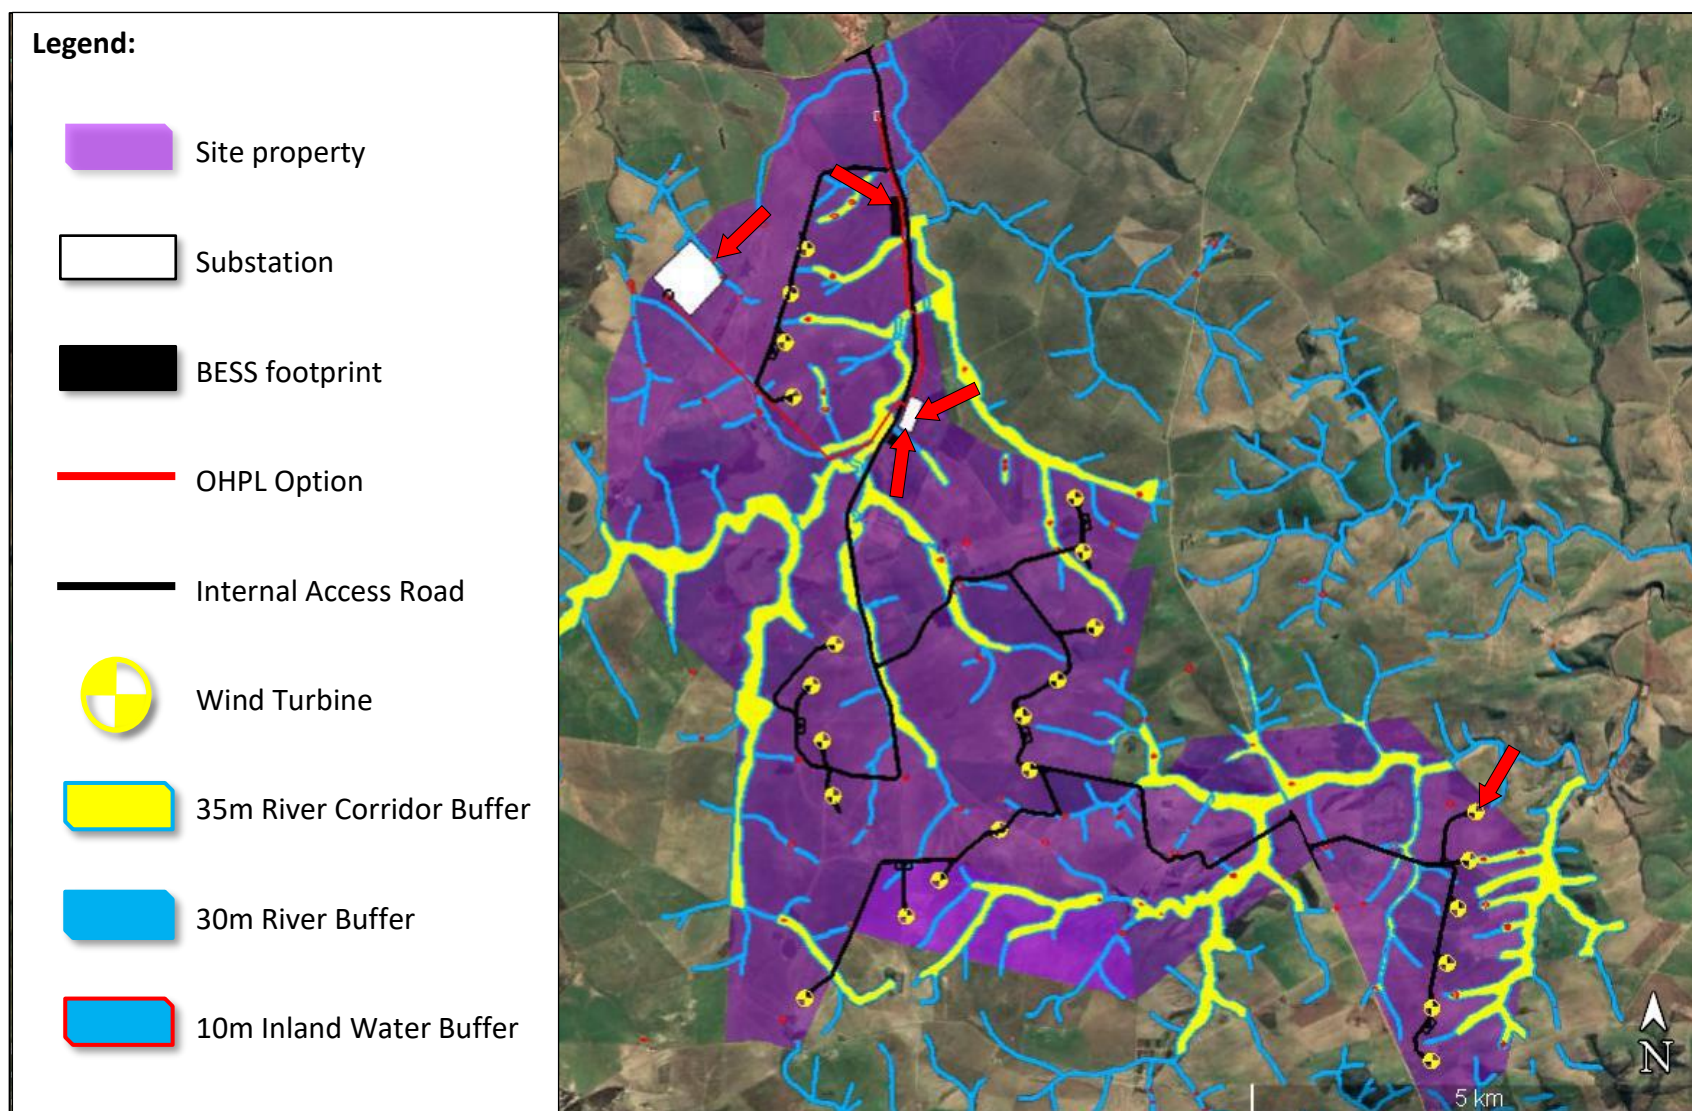 Legend:
Site property
Substation
BESS footprint
OHPL Option
Internal Access Road
Wind Turbine
35m River Corridor Buffer
30m River Buffer
10m Inland Water Buffer
N
5 km